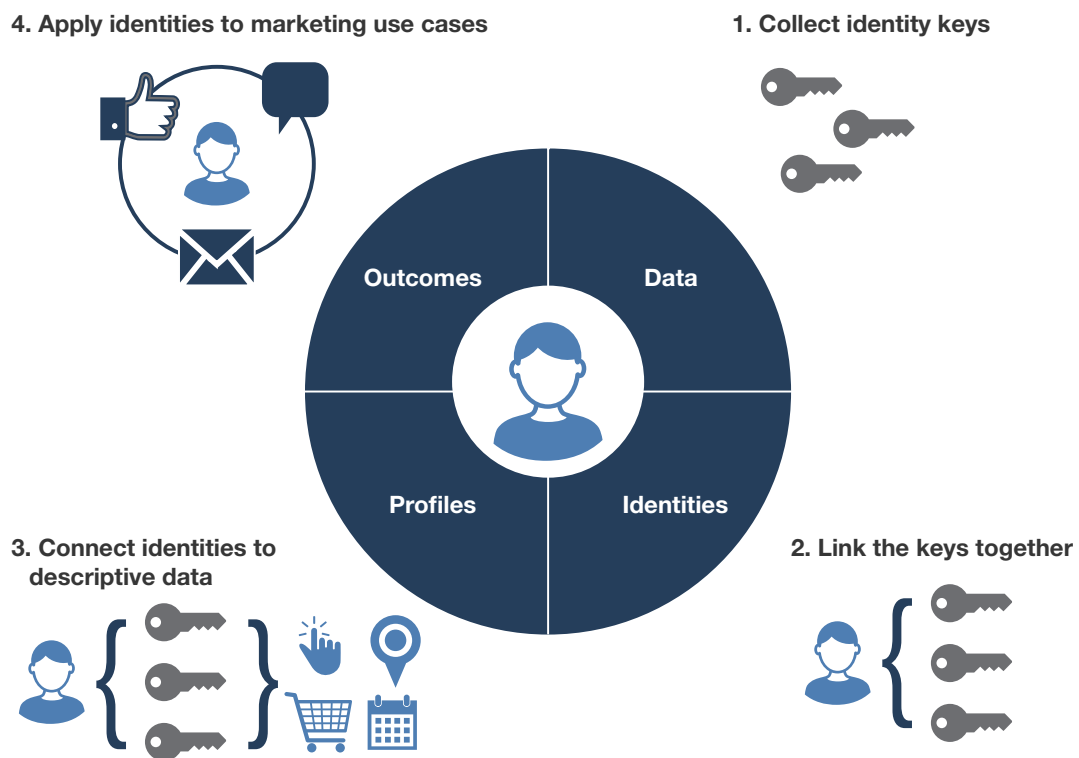 4. Apply identities to marketing use cases
1. Collect identity keys
Outcomes
Data
Profiles
Identities
3. Connect identities to
descriptive data
2. Link the keys together